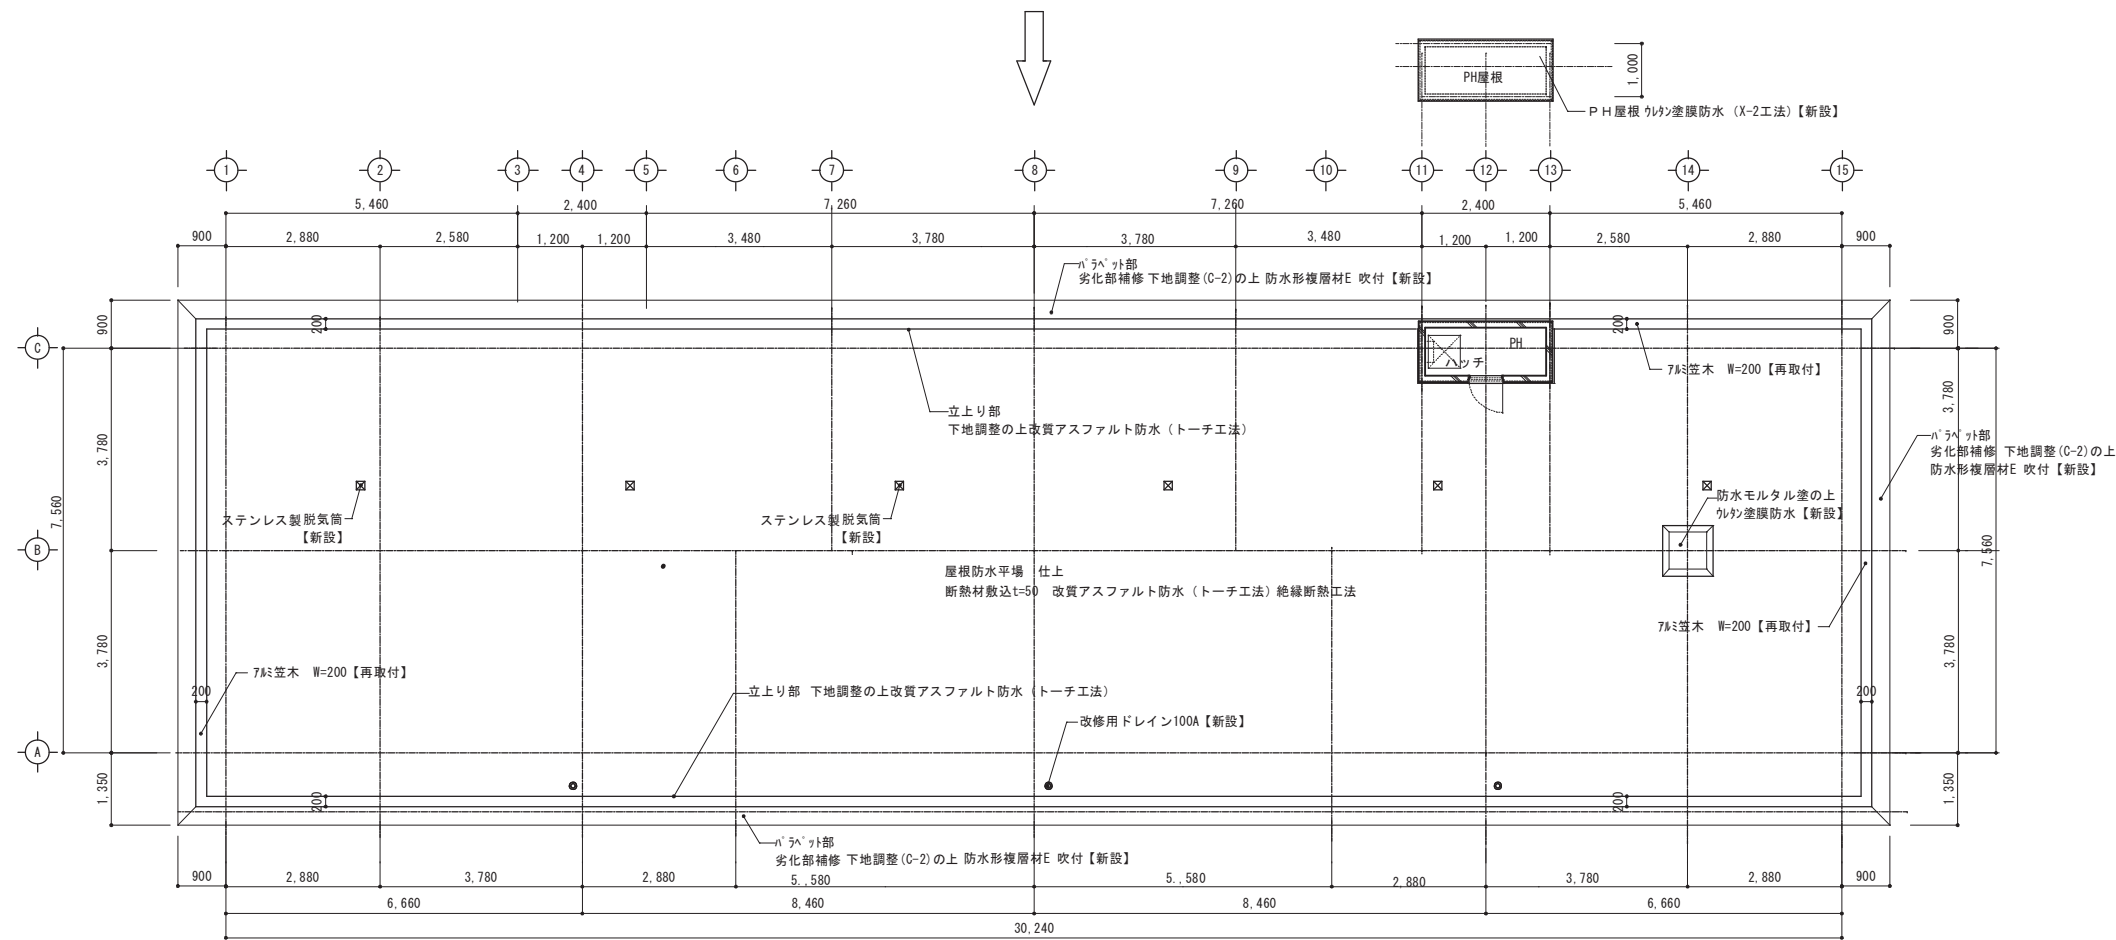 PH屋根
1,000
ＰＨ屋根 ｳﾚﾀﾝ塗膜防水 (X-2工法)【新設】
1 2 3 4 5 6 7 8 9 10 11 12 13 14 15
5,460 2,400 7,260 7,260 2,400 5,460
900 2,880 2,580 1,200 1,200 3,480 3,780 3,780 3,480 1,200 1,200 2,580 2,880 900
ﾊﾟﾗﾍﾟｯﾄ部
劣化部補修 下地調整(C-2)の上 防水形複層材E 吹付【新設】
900
200
200
900
C
PH
ハッチ
ｱﾙﾐ笠木 W=200【再取付】
立上り部
下地調整の上改質アスファルト防水（トーチ工法）
3,780
3,780
ﾊﾟﾗﾍﾟｯﾄ部
劣化部補修 下地調整(C-2)の上
防水形複層材E 吹付【新設】
7,560
ステンレス製脱気筒
【新設】
ステンレス製脱気筒
【新設】
防水モルタル塗の上
ｳﾚﾀﾝ塗膜防水【新設】
B
7,560
屋根防水平場 仕上
断熱材敷込t=50 改質アスファルト防水（トーチ工法）絶縁断熱工法
ｱﾙﾐ笠木 W=200【再取付】
3,780
3,780
ｱﾙﾐ笠木 W=200【再取付】
200
立上り部 下地調整の上改質アスファルト防水（トーチ工法）
200
改修用ドレイン100A【新設】
A
1,350
200
200
1,350
ﾊﾟﾗﾍﾟｯﾄ部
劣化部補修 下地調整(C-2)の上 防水形複層材E 吹付【新設】
900 2,880 3,780 2,880 5.,580 5.,580 2,880 3,780 2,880 900
6,660 8,460 8,460 6,660
30,240